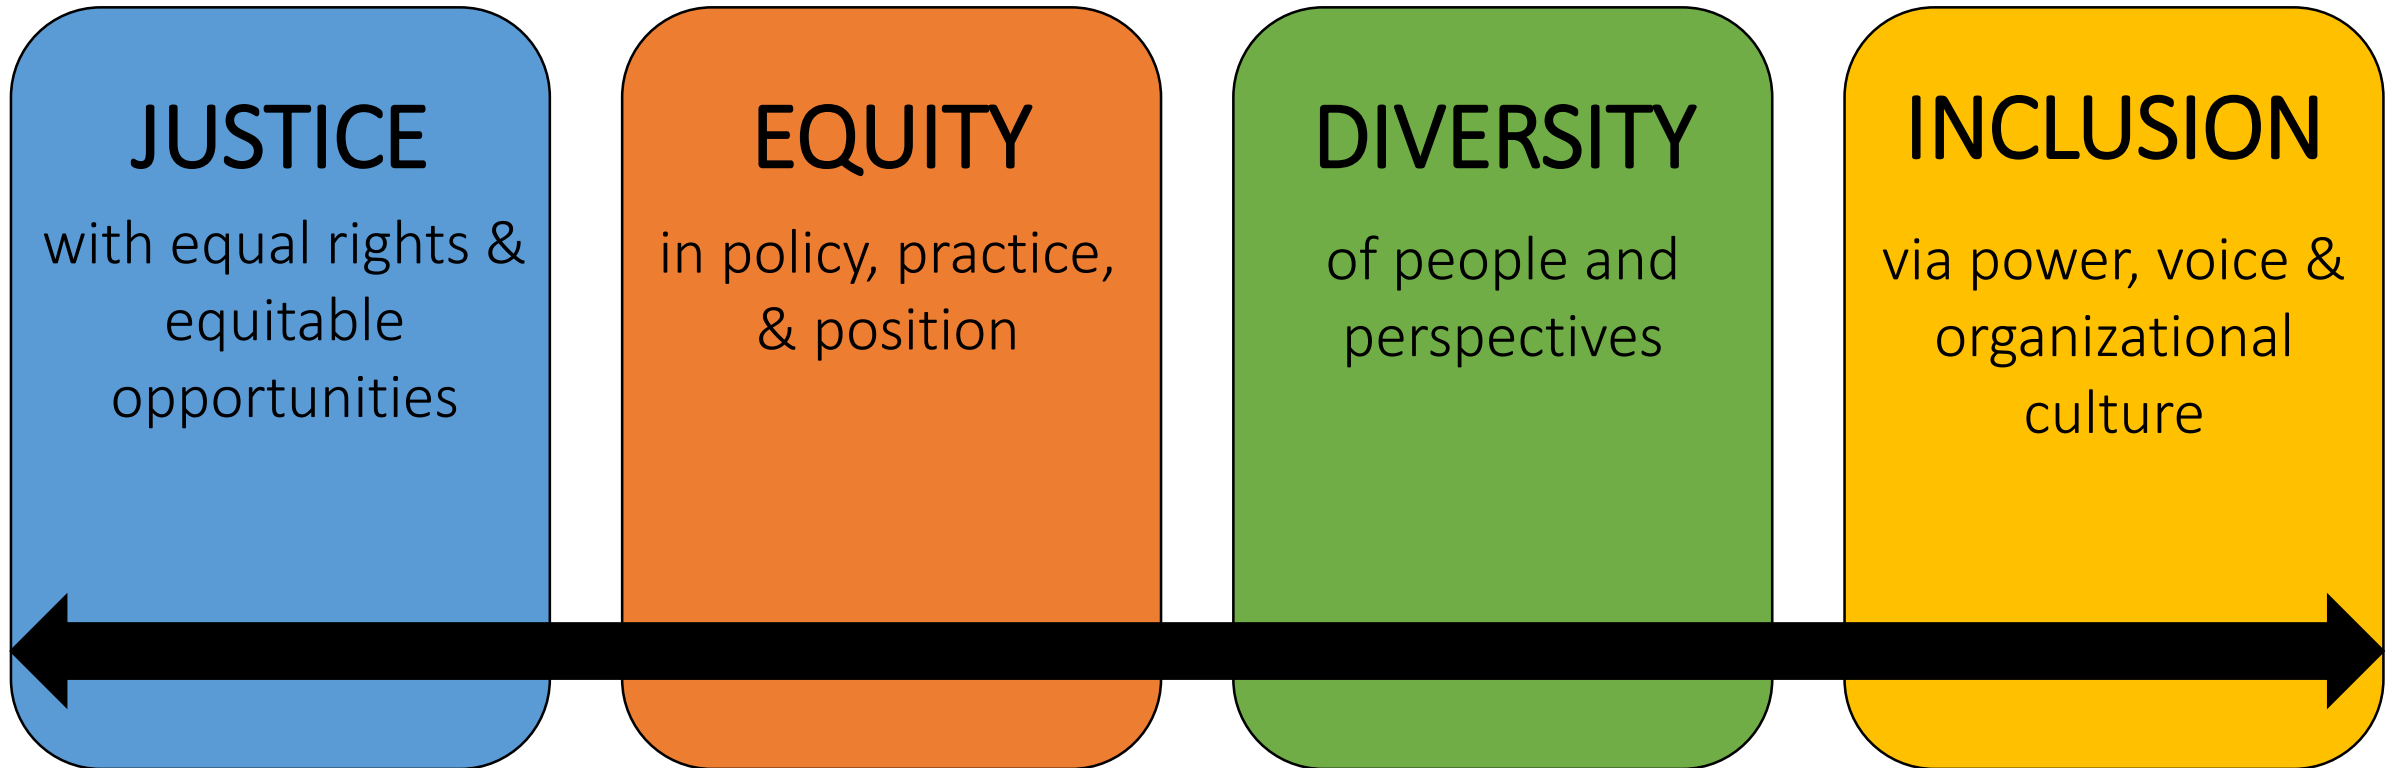 JUSTICE
with equal rights &
equitable
opportunities
EQUITY
in policy, practice,
& position
DIVERSITY
of people and
perspectives
INCLUSION
via power, voice &
organizational
culture